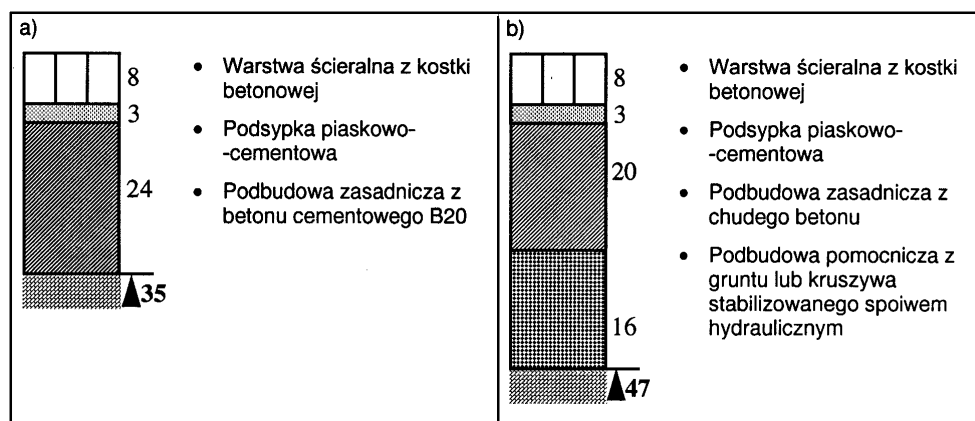 a)
8
3
24
35
• Warstwa ścieralna z kostki
betonowej
• Podsypka piaskowo-
-cementowa
• Podbudowa zasadnicza z
betonu cementowego B20
b)
8
3
20
16
47
• Warstwa ścieralna z kostki
betonowej
• Podsypka piaskowo-
-cementowa
• Podbudowa zasadnicza z
chudego betonu
• Podbudowa pomocnicza z
gruntu lub kruszywa
stabilizowanego spoiwem
hydraulicznym